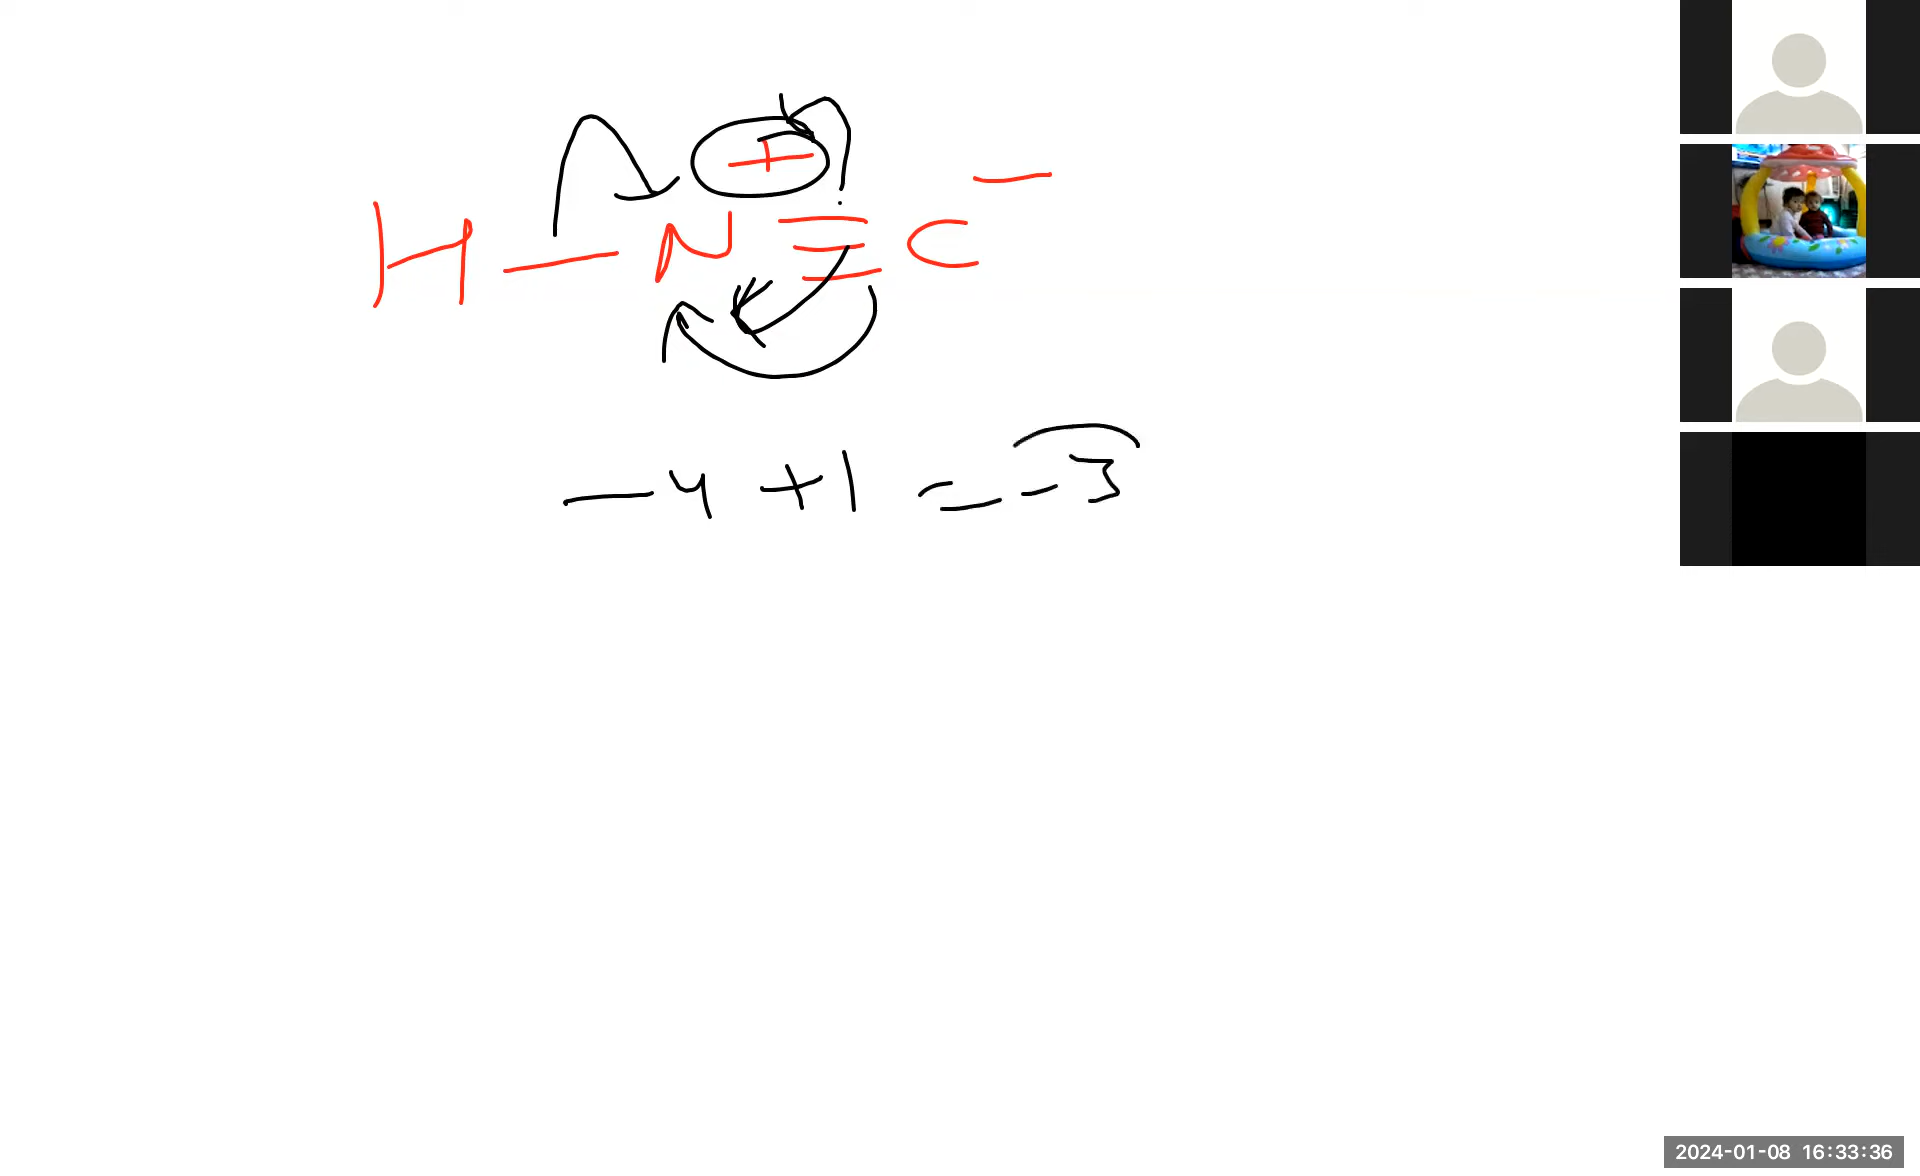 + −
H — N ≡ C
— 4 + 1 = - 3
2024-01-08 16:33:36